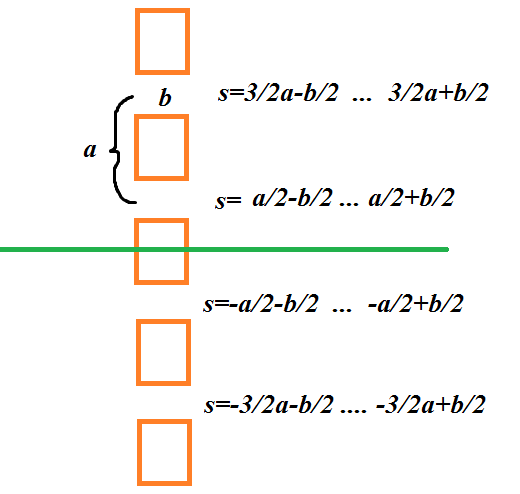 b
s=3/2a-b/2 ... 3/2a+b/2
a
s= a/2-b/2 ... a/2+b/2
s=-a/2-b/2 ... -a/2+b/2
s=-3/2a-b/2 .... -3/2a+b/2